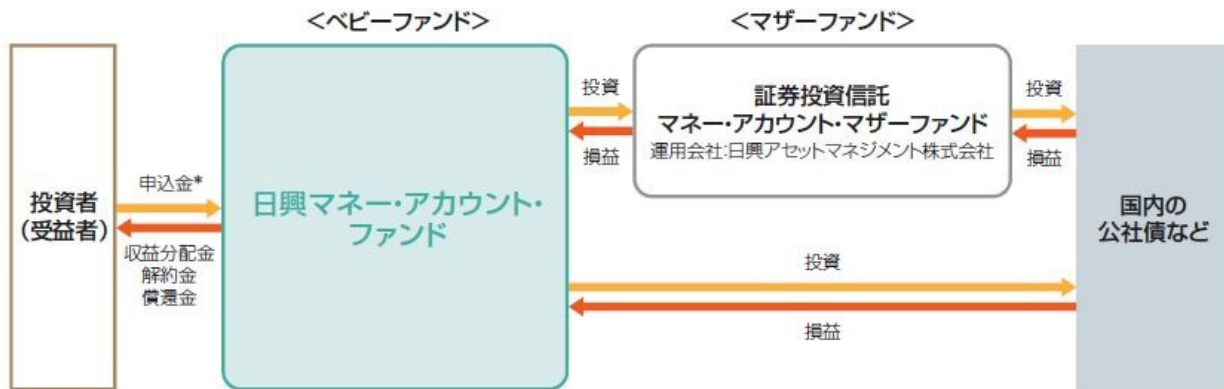 <ベビーファンド>
<マザーファンド>
投資者
(受益者)
申込金*
収益分配金
解約金
償還金
日興マネー・アカウント・
ファンド
投資
損益
証券投資信託
マネー・アカウント・マザーファンド
運用会社:日興アセットマネジメント株式会社
投資
損益
投資
損益
国内の
公社債など